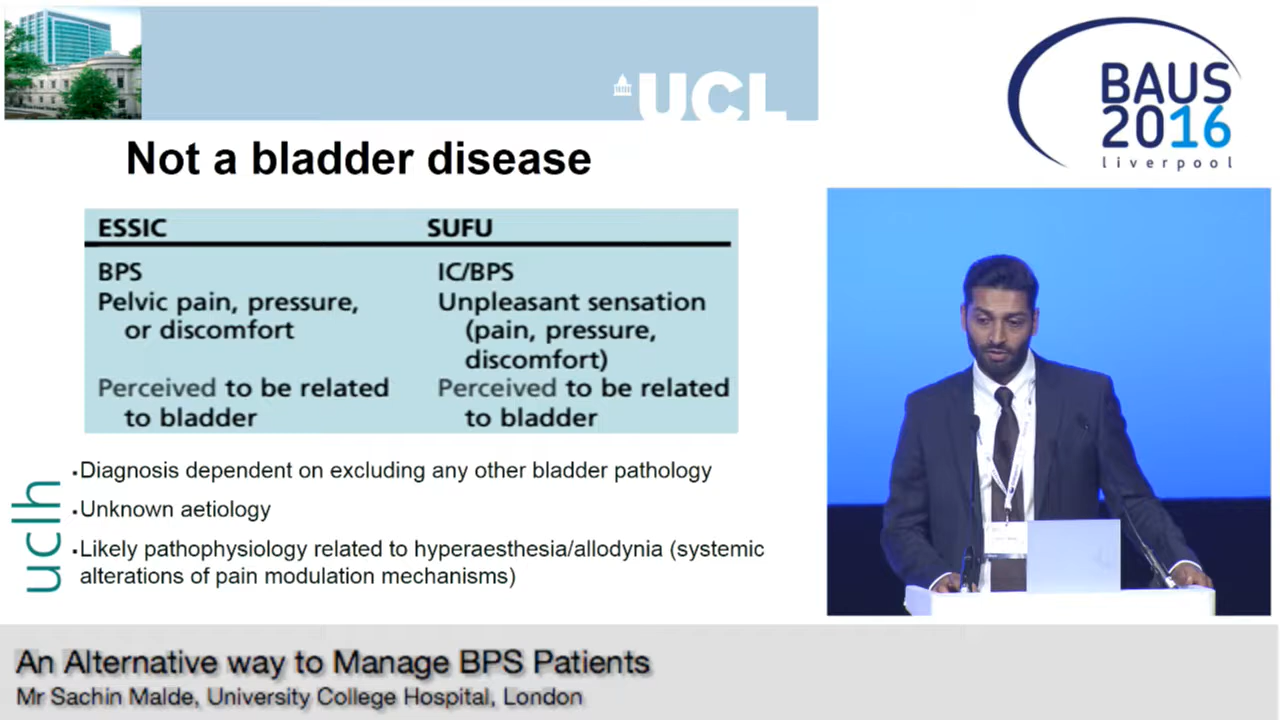 UCL
BAUS
2016
liverpool
Not a bladder disease
ESSIC SUFU
BPS IC/BPS
Pelvic pain, pressure, Unpleasant sensation
or discomfort (pain, pressure,
discomfort)
Perceived to be related Perceived to be related
to bladder to bladder
Diagnosis dependent on excluding any other bladder pathology
Unknown aetiology
Likely pathophysiology related to hyperaesthesia/allodynia (systemic
alterations of pain modulation mechanisms)
uclh
An Alternative way to Manage BPS Patients
Mr Sachin Malde, University College Hospital, London